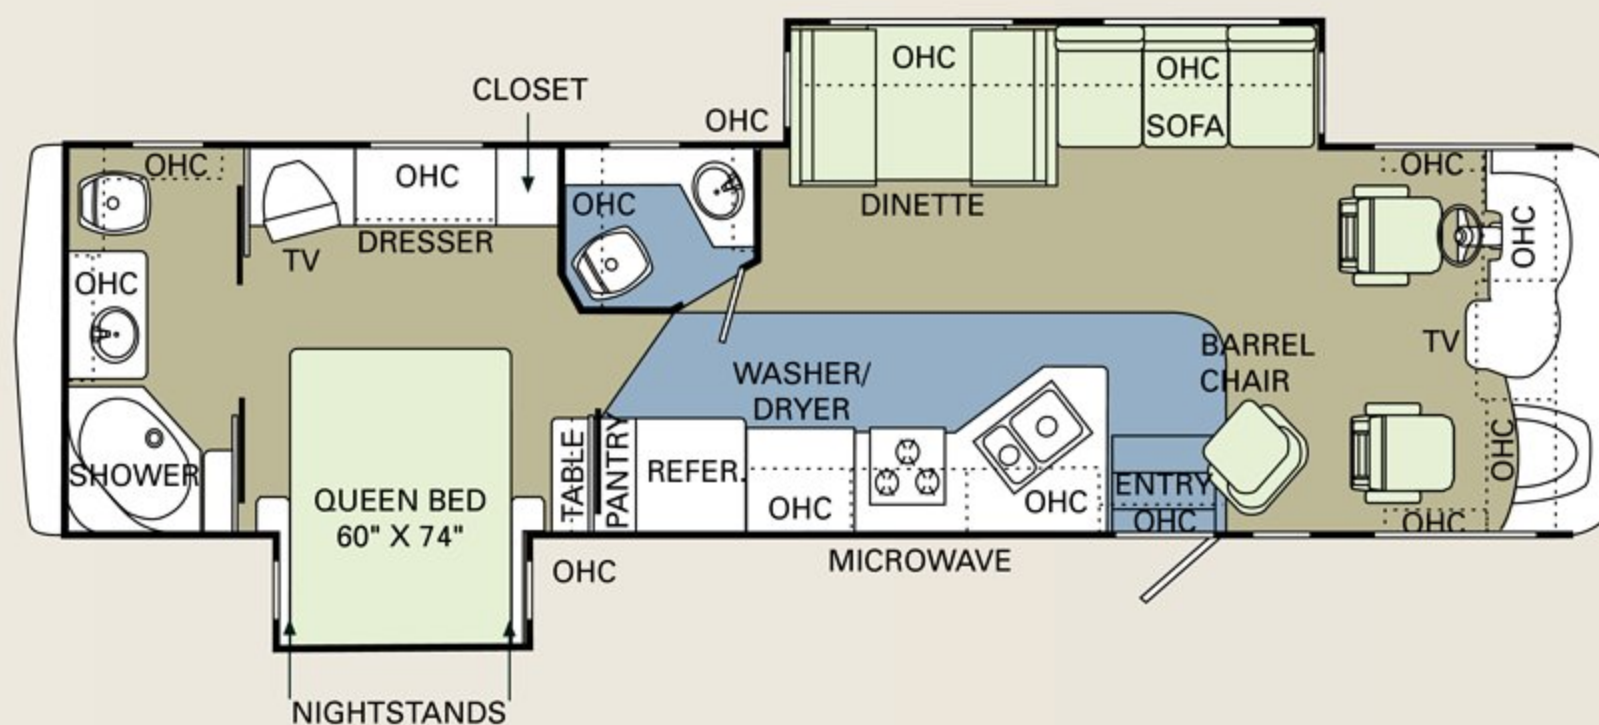 CLOSET
OHC
OHC
OHC
SOFA
OHC
OHC
OHC
OHC
DINETTE
OHC
TV
DRESSER
OHC
OHC
TV
BARREL
CHAIR
WASHER/
DRYER
SHOWER
QUEEN BED
60" X 74"
TABLE
PANTRY
REFER.
OHC
OHC
ENTRY
OHC
OHC
OHC
OHC
MICROWAVE
NIGHTSTANDS